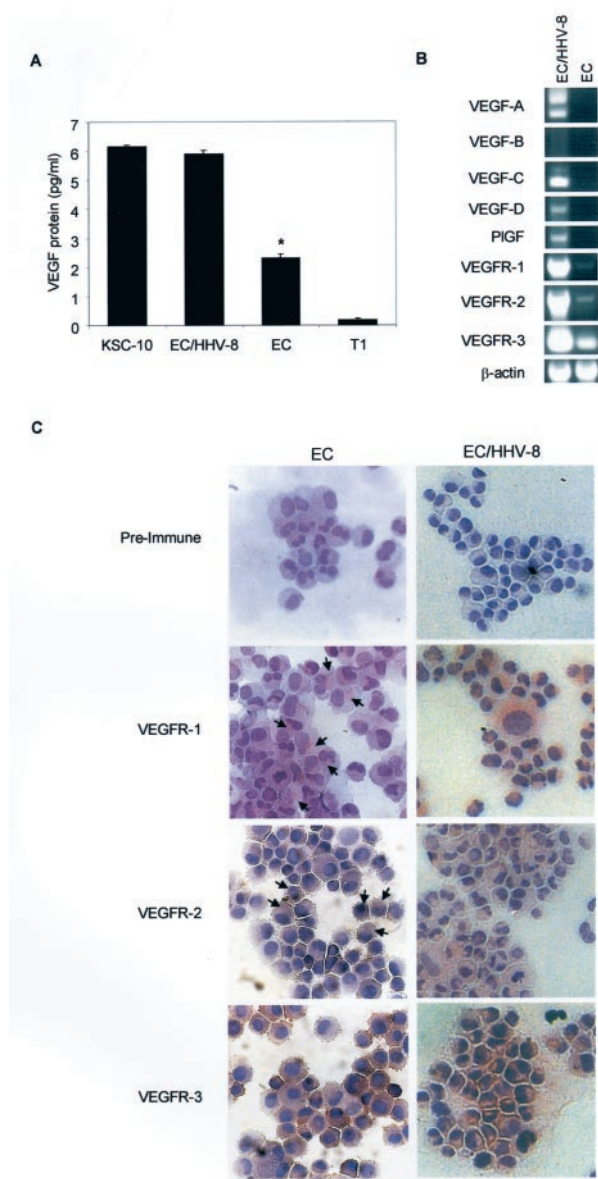 A
VEGF protein (pg/ml)
7
6
5
4
3
2
1
0
*
KSC-10 EC/HHV-8 EC T1
B
EC/HHV-8
EC
VEGF-A
VEGF-B
VEGF-C
VEGF-D
PlGF
VEGFR-1
VEGFR-2
VEGFR-3
β-actin
C
EC EC/HHV-8
Pre-Immune
VEGFR-1
VEGFR-2
VEGFR-3